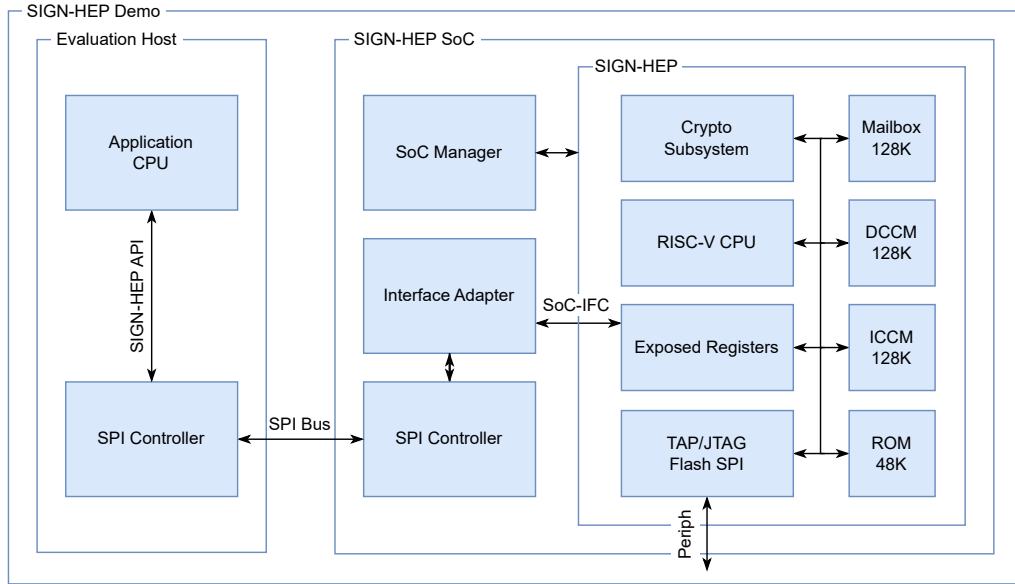 SIGN-HEP Demo
Evaluation Host
Application
CPU
SIGN-HEP API
SPI Controller
SPI Bus
SIGN-HEP SoC
SoC Manager
Interface Adapter
SoC-IFC
SPI Controller
SIGN-HEP
Crypto
Subsystem
Mailbox
128K
RISC-V CPU
DCCM
128K
Exposed Registers
ICCM
128K
TAP/JTAG
Flash SPI
ROM
48K
Periph